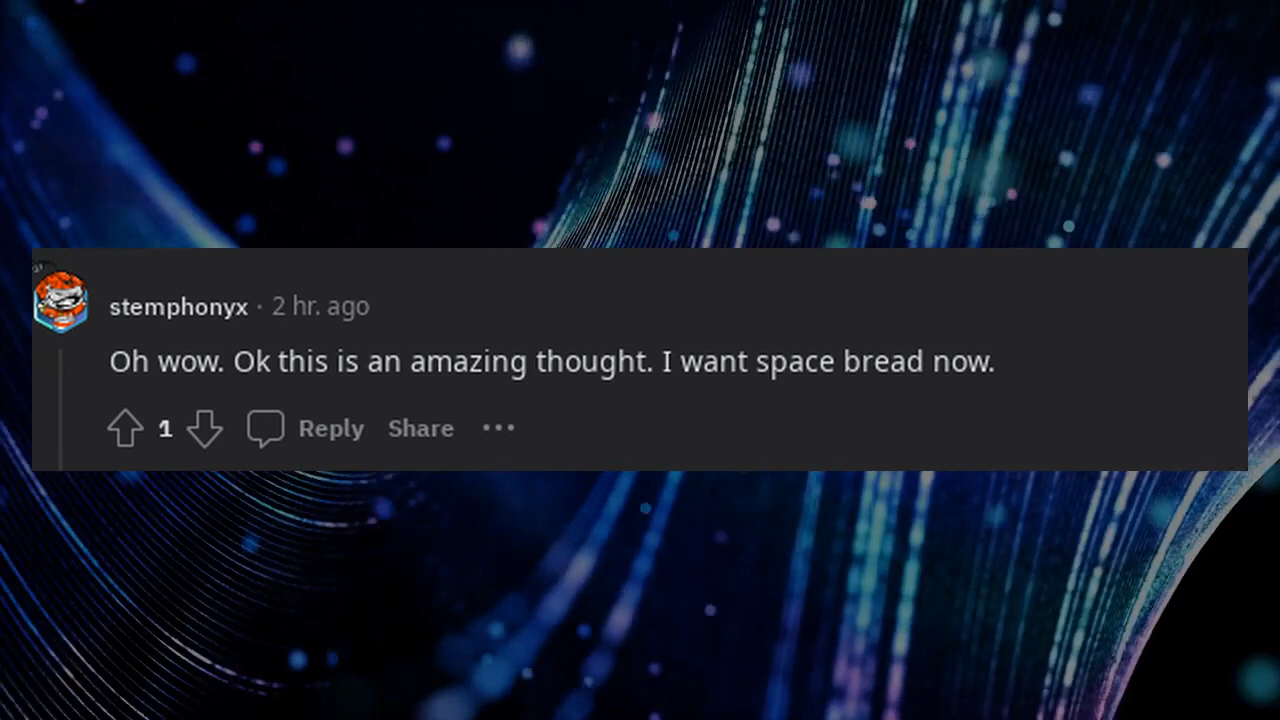 stemphonyx · 2 hr. ago
Oh wow. Ok this is an amazing thought. I want space bread now.
1 Reply Share •••